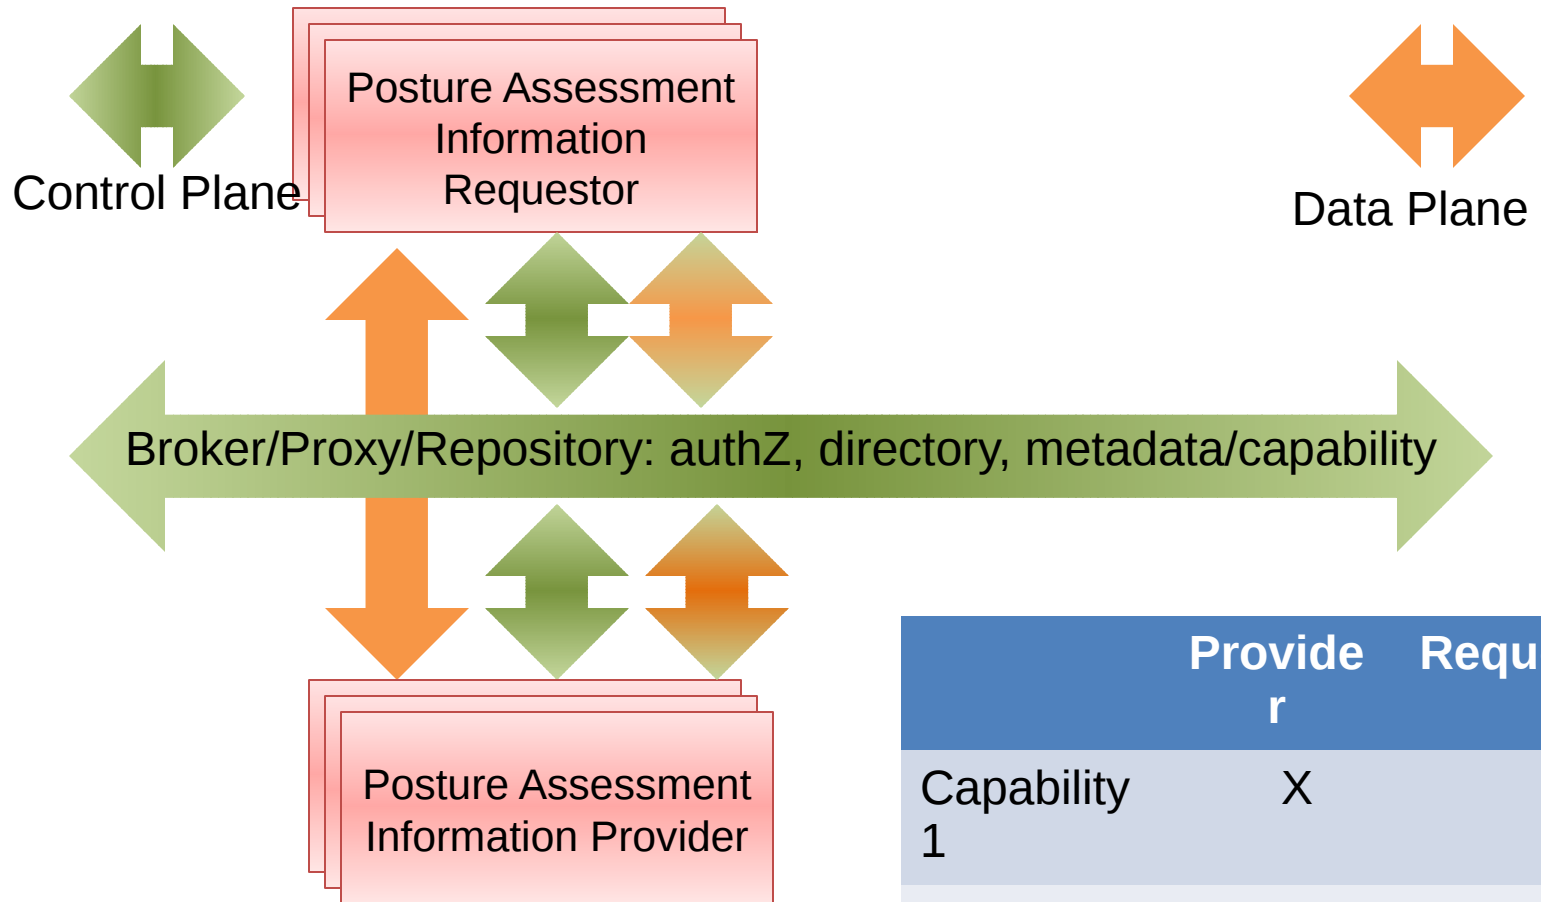 Posture Assessment
Information
Requestor
Control Plane
Data Plane
Broker/Proxy/Repository: authZ, directory, metadata/capability
Posture Assessment
Information Provider
Provide
r
Requ
Capability
1
X